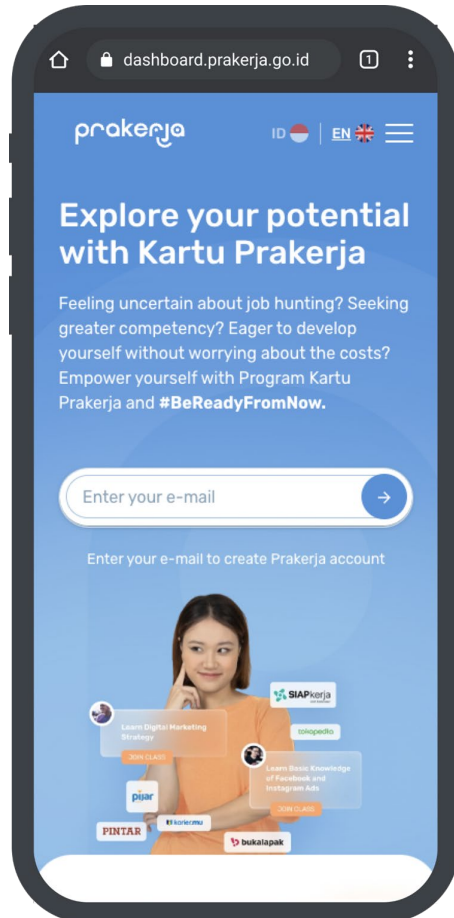 dashboard.prakerja.go.id
1
prakerja
ID
EN
Explore your potential
with Kartu Prakerja
Feeling uncertain about job hunting? Seeking
greater competency? Eager to develop
yourself without worrying about the costs?
Empower yourself with Program Kartu
Prakerja and #BeReadyFromNow.
Enter your e-mail
Enter your e-mail to create Prakerja account
SIAPkerja
Learn Digital Marketing
Strategy
JOIN CLASS
tokopedia
Learn Basic Knowledge
of Facebook and
Instagram Ads
JOIN CLASS
pijar
PINTAR
karier.mu
bukalapak